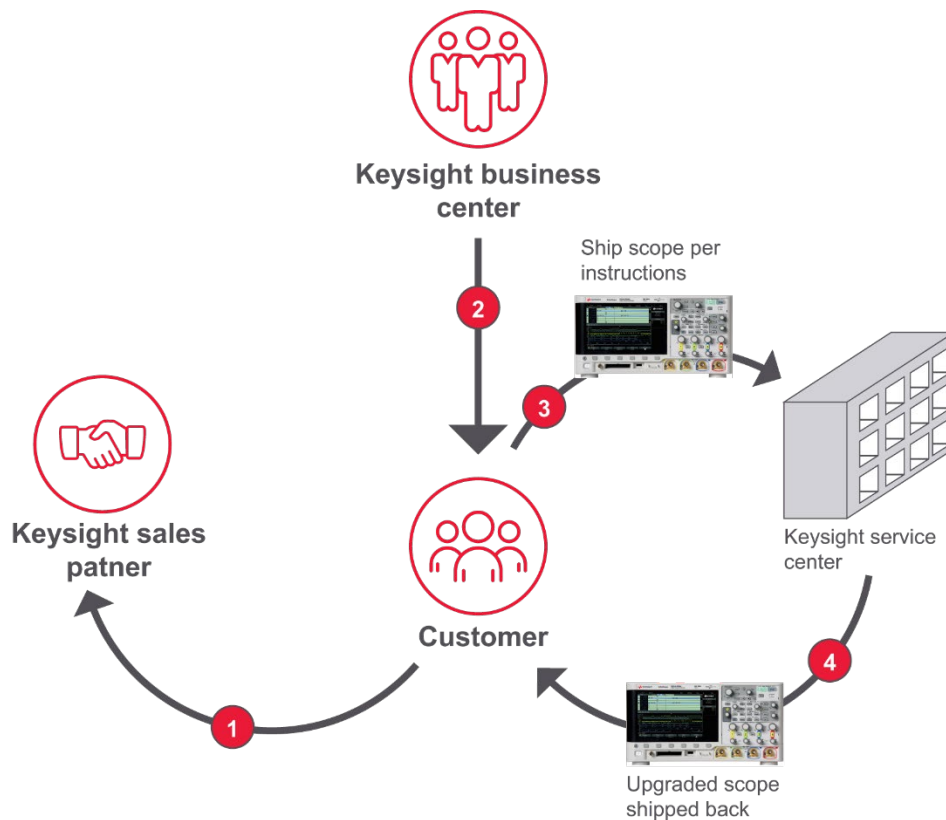 Keysight business
center
2
Ship scope per
instructions
3
Keysight sales
patner
Customer
Keysight service
center
1
4
Upgraded scope
shipped back